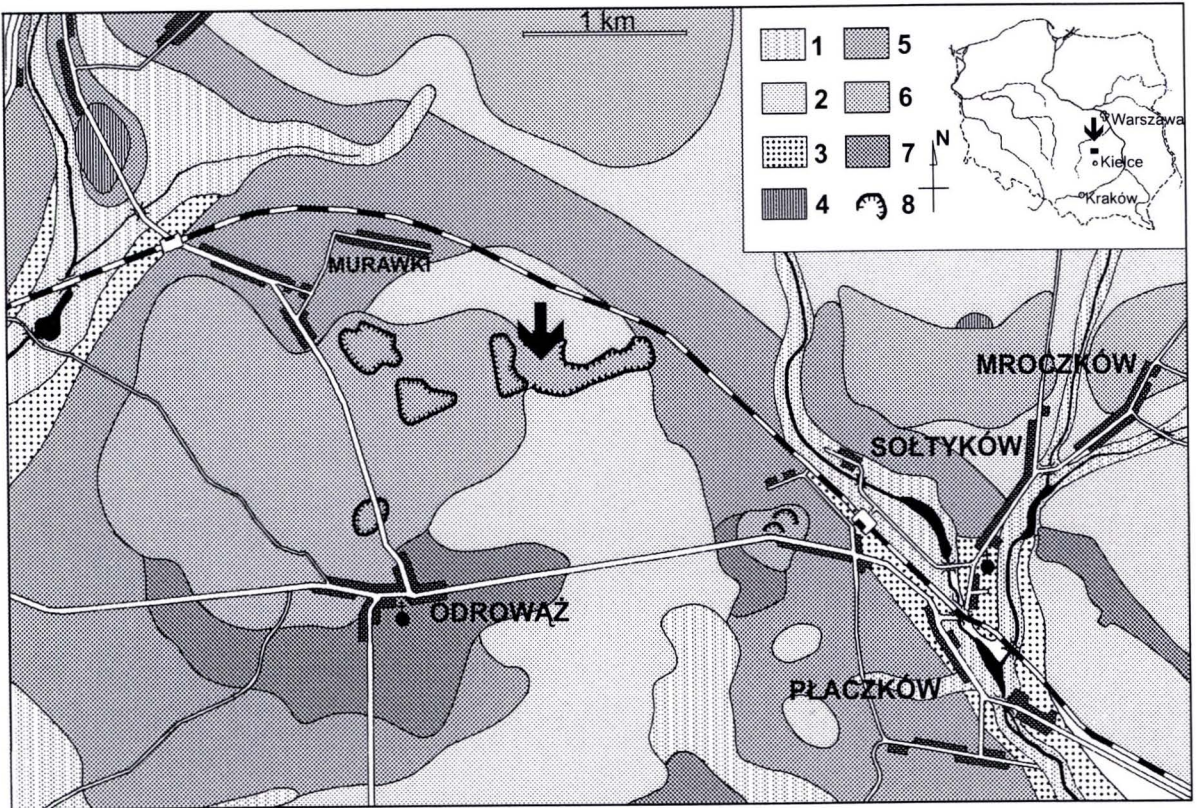 1 km
1 5
2 6
3 7
4 8
N
Warszawa
Kielce
Kraków
MURAWKI
MROCZKÓW
SOŁTYKÓW
ODROWĄŻ
PŁACZKÓW